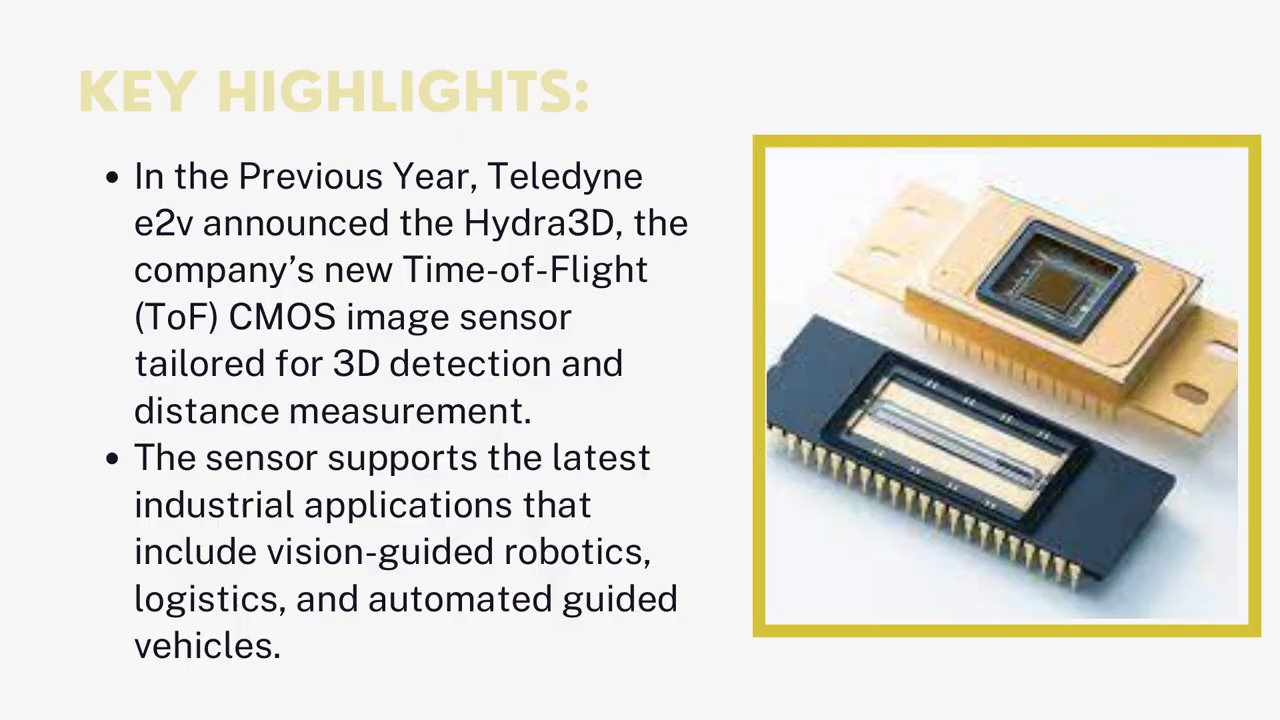 KEY HIGHLIGHTS:
• In the Previous Year, Teledyne
e2v announced the Hydra3D, the
company’s new Time-of-Flight
(ToF) CMOS image sensor
tailored for 3D detection and
distance measurement.
• The sensor supports the latest
industrial applications that
include vision-guided robotics,
logistics, and automated guided
vehicles.